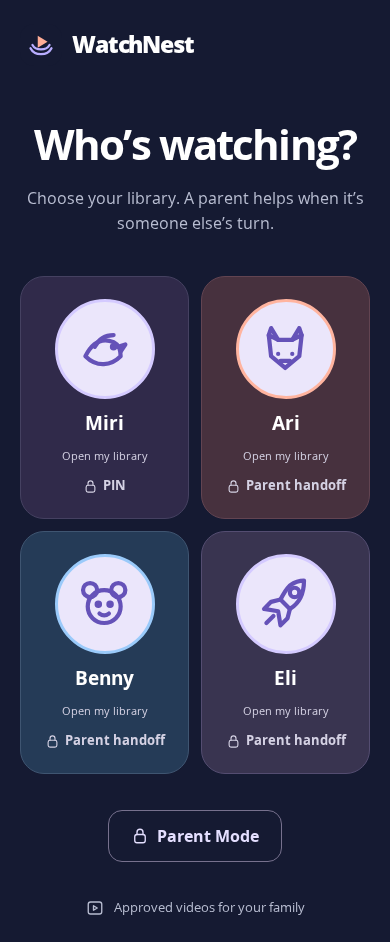 WatchNest
Who’s watching?
Choose your library. A parent helps when it’s
someone else’s turn.
Miri
Open my library
PIN
Ari
Open my library
Parent handoff
Benny
Open my library
Parent handoff
Eli
Open my library
Parent handoff
Parent Mode
Approved videos for your family